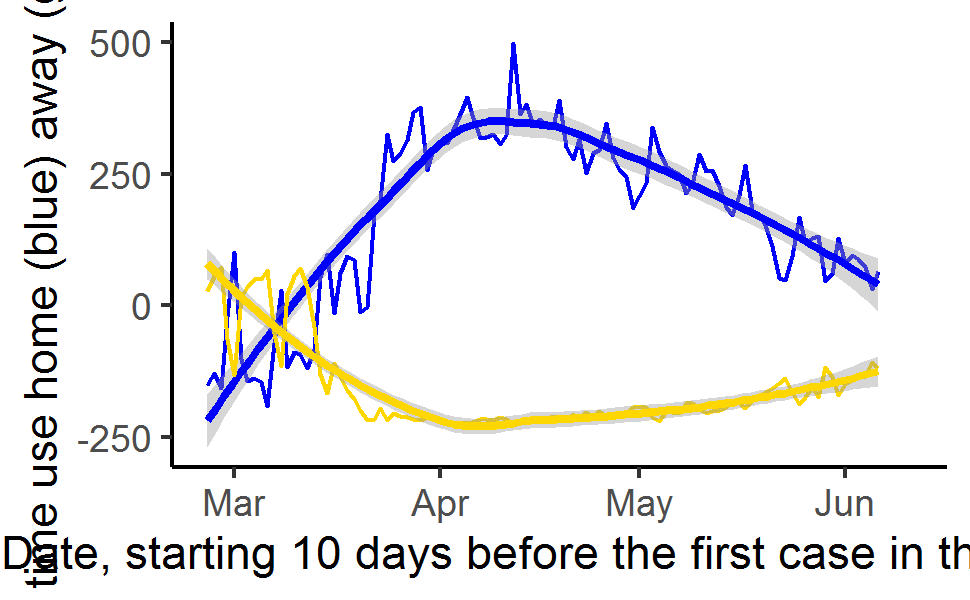 time use home (blue) away (
500
250
0
-250
Mar Apr May Jun
Date, starting 10 days before the first case in th